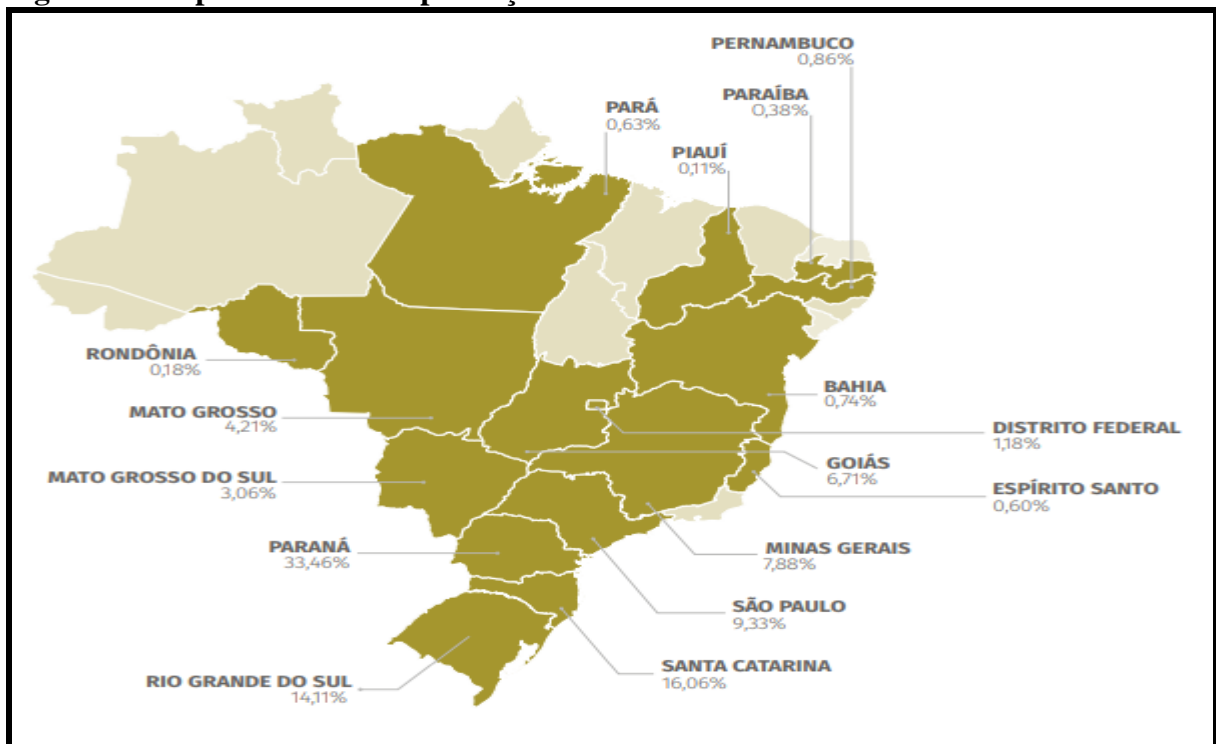 PERNAMBUCO
0,86%
PARAÍBA
0,38%
PARÁ
0,63%
PIAUÍ
0,11%
RONDÔNIA
0,18%
BAHIA
0,74%
MATO GROSSO
4,21%
DISTRITO FEDERAL
1,18%
GOIÁS
6,71%
MATO GROSSO DO SUL
3,06%
ESPÍRITO SANTO
0,60%
PARANÁ
33,46%
MINAS GERAIS
7,88%
SÃO PAULO
9,33%
SANTA CATARINA
16,06%
RIO GRANDE DO SUL
14,11%